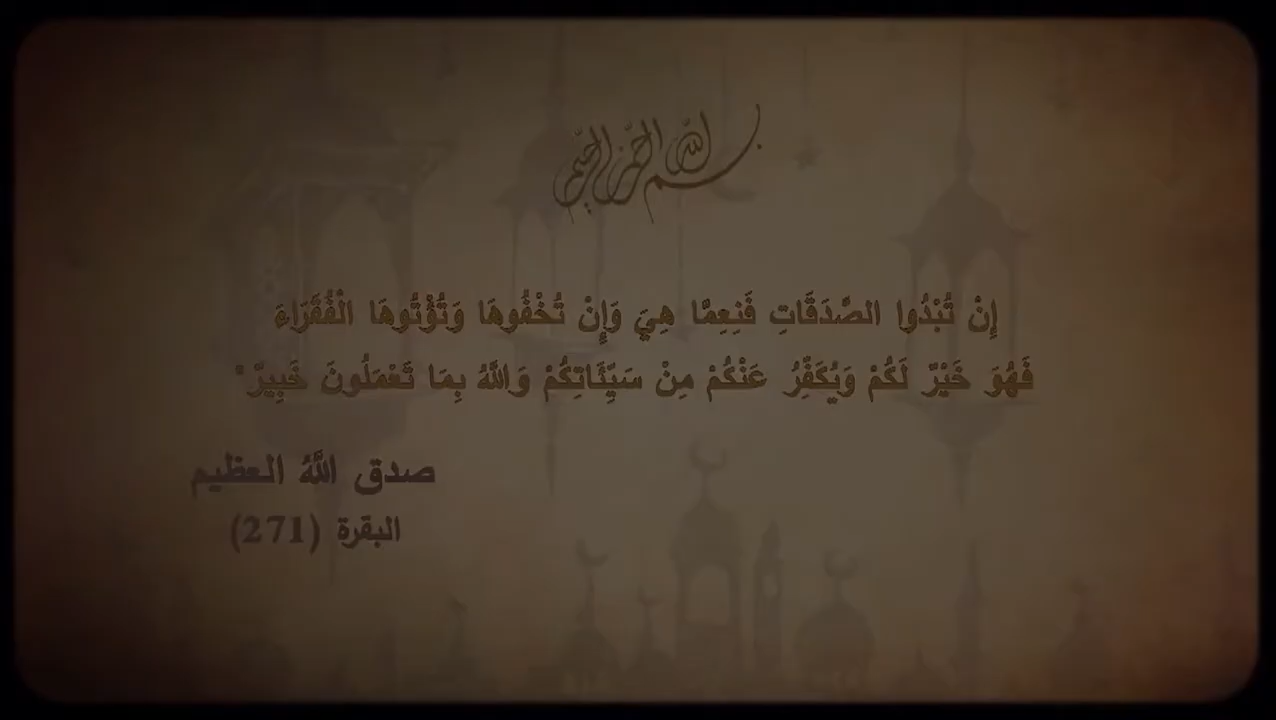 بسم الله الرحمن الرحيم
إِنْ تُبْدُوا الصَّدَقَاتِ فَنِعِمَّا هِيَ وَإِنْ تُخْفُوهَا وَتُؤْتُوهَا الْفُقَرَاءَ
فَهُوَ خَيْرٌ لَكُمْ وَيُكَفِّرُ عَنْكُمْ مِنْ سَيِّئَاتِكُمْ وَاللَّهُ بِمَا تَعْمَلُونَ خَبِيرٌ"
صدق اللَّهُ العظيم
البقرة (271)